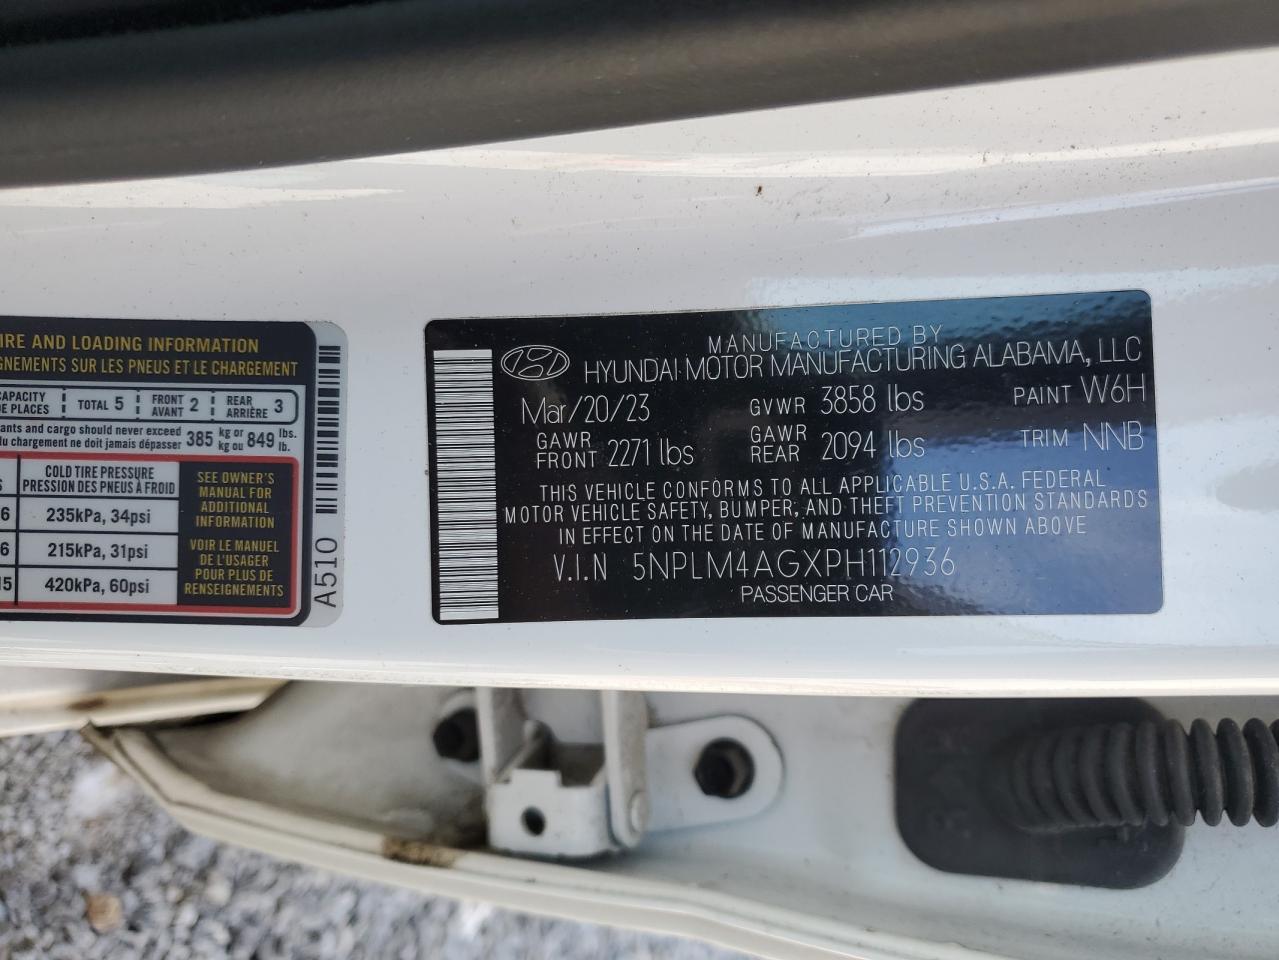 IRE AND LOADING INFORMATION
GNEMENTS SUR LES PNEUS ET LE CHARGEMENT
CAPACITY
DE PLACES
TOTAL 5
FRONT
AVANT 2
REAR
ARRIÈRE 3
ants and cargo should never exceed
u chargement ne doit jamais dépasser
385 kg or
kg ou 849 lbs.
lb.
COLD TIRE PRESSURE
PRESSION DES PNEUS À FROID
6 235kPa, 34psi
6 215kPa, 31psi
15 420kPa, 60psi
SEE OWNER'S
MANUAL FOR
ADDITIONAL
INFORMATION
VOIR LE MANUEL
DE L'USAGER
POUR PLUS DE
RENSEIGNEMENTS
A510
MANUFACTURED BY
HYUNDAI MOTOR MANUFACTURING ALABAMA, LLC
Mar/20/23 GVWR 3858 lbs PAINT W6H
GAWR
FRONT 2271 lbs
GAWR
REAR 2094 lbs
TRIM NNB
THIS VEHICLE CONFORMS TO ALL APPLICABLE U.S.A. FEDERAL
MOTOR VEHICLE SAFETY, BUMPER, AND THEFT PREVENTION STANDARDS
IN EFFECT ON THE DATE OF MANUFACTURE SHOWN ABOVE
V.I.N 5NPLM4AGXPH112936
PASSENGER CAR